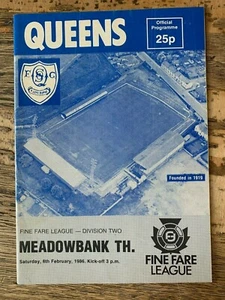 QUEENS
Official
Programme
25p
F C
Founded in 1919
FINE FARE LEAGUE — DIVISION TWO
MEADOWBANK TH.
Saturday, 8th February, 1986. Kick-off 3 p.m.
FINE FARE
LEAGUE